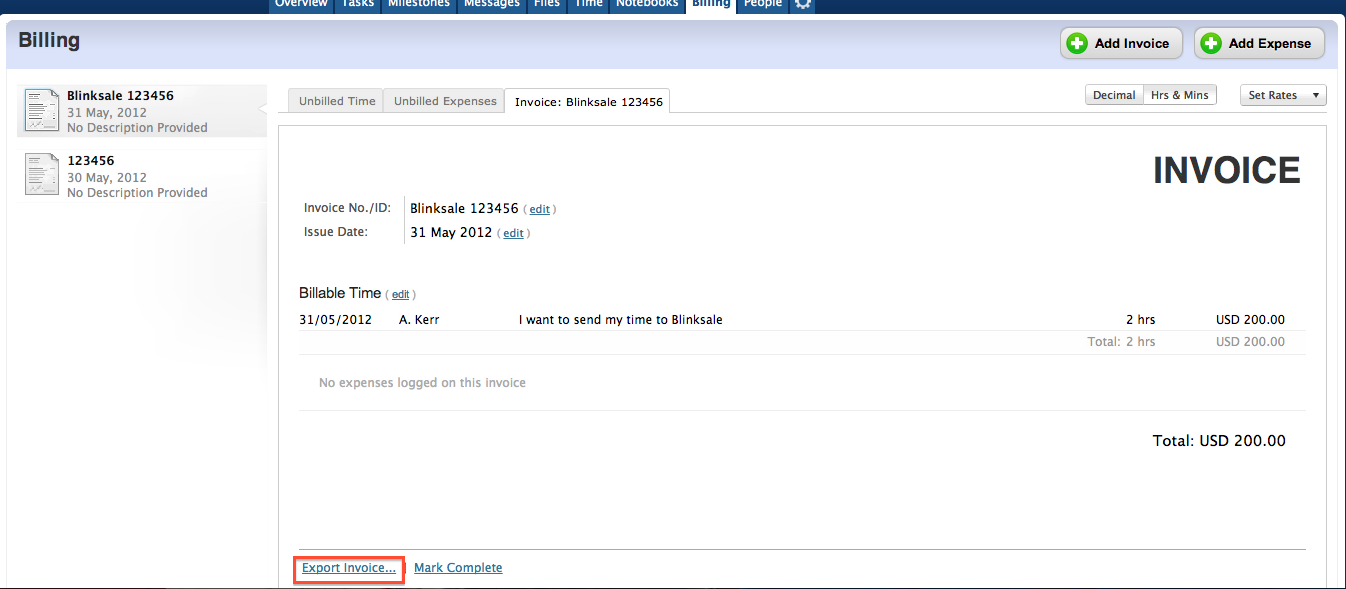 Overview Tasks Milestones Messages Files Time Notebooks Billing People
Billing
Add Invoice
Add Expense
Blinksale 123456
31 May, 2012
No Description Provided
123456
30 May, 2012
No Description Provided
Unbilled Time
Unbilled Expenses
Invoice: Blinksale 123456
Decimal
Hrs & Mins
Set Rates
INVOICE
Invoice No./ID: Blinksale 123456 ( edit )
Issue Date: 31 May 2012 ( edit )
Billable Time ( edit )
31/05/2012 A. Kerr I want to send my time to Blinksale 2 hrs USD 200.00
Total: 2 hrs USD 200.00
No expenses logged on this invoice
Total: USD 200.00
Export Invoice... Mark Complete